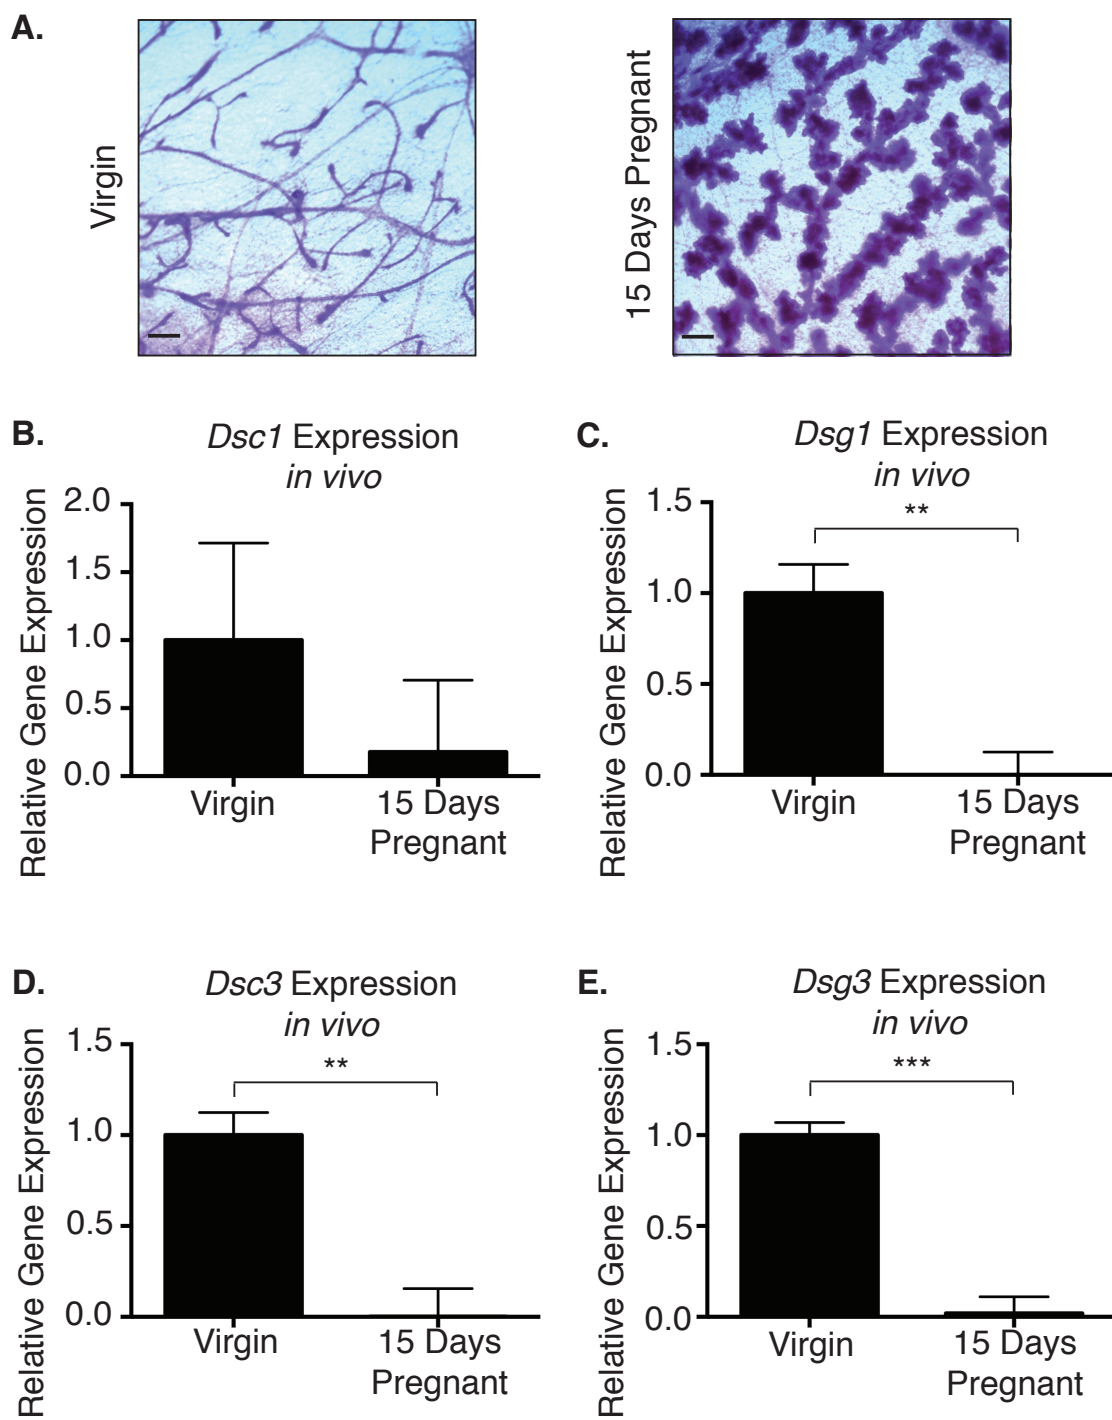 A.
Virgin
15 Days Pregnant
B.
Dsc1 Expression
in vivo
Relative Gene Expression
2.0
1.5
1.0
0.5
0.0
Virgin
15 Days
Pregnant
C.
Dsg1 Expression
in vivo
Relative Gene Expression
1.5
1.0
0.5
0.0
**
Virgin
15 Days
Pregnant
D.
Dsc3 Expression
in vivo
Relative Gene Expression
1.5
1.0
0.5
0.0
**
Virgin
15 Days
Pregnant
E.
Dsg3 Expression
in vivo
Relative Gene Expression
1.5
1.0
0.5
0.0
***
Virgin
15 Days
Pregnant